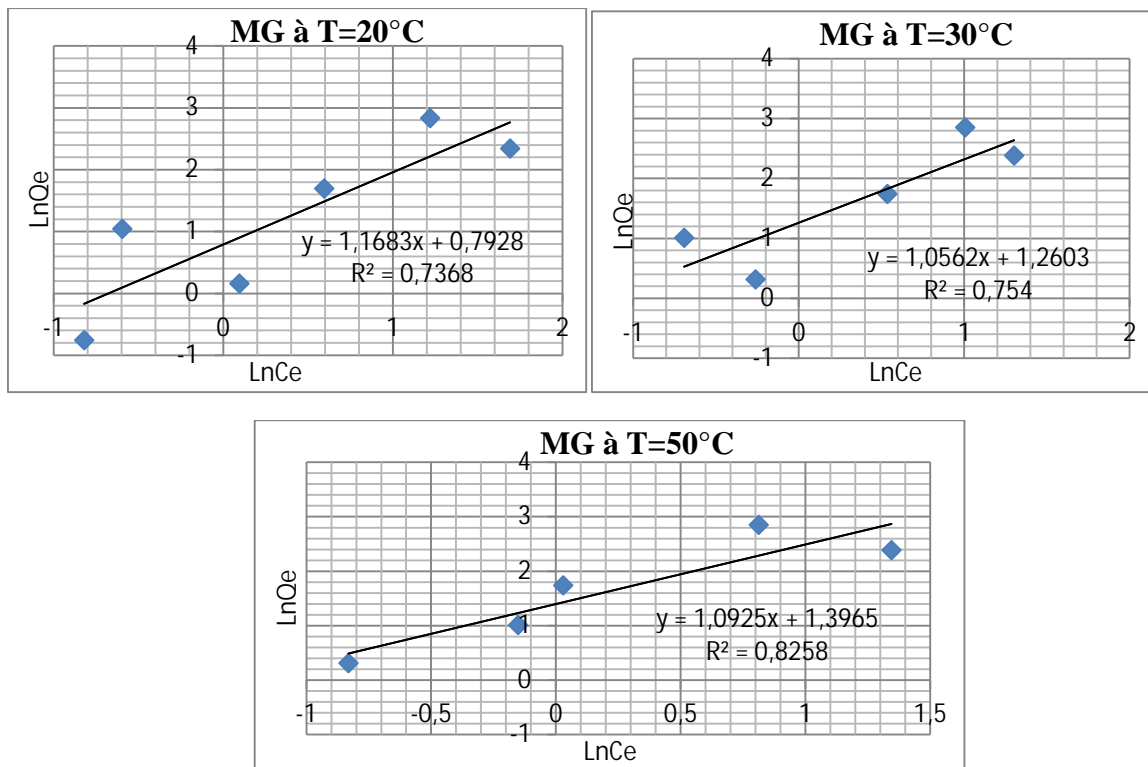 MG à T=20°C
4
3
2
1
0
-1
-1
0
1
2
LnQe
LnCe
y = 1,1683x + 0,7928
R² = 0,7368
MG à T=30°C
4
3
2
1
0
-1
-1
0
1
2
LnQe
LnCe
y = 1,0562x + 1,2603
R² = 0,754
MG à T=50°C
4
3
2
1
0
-1
-1
-0,5
0
0,5
1
1,5
LnQe
LnCe
y = 1,0925x + 1,3965
R² = 0,8258